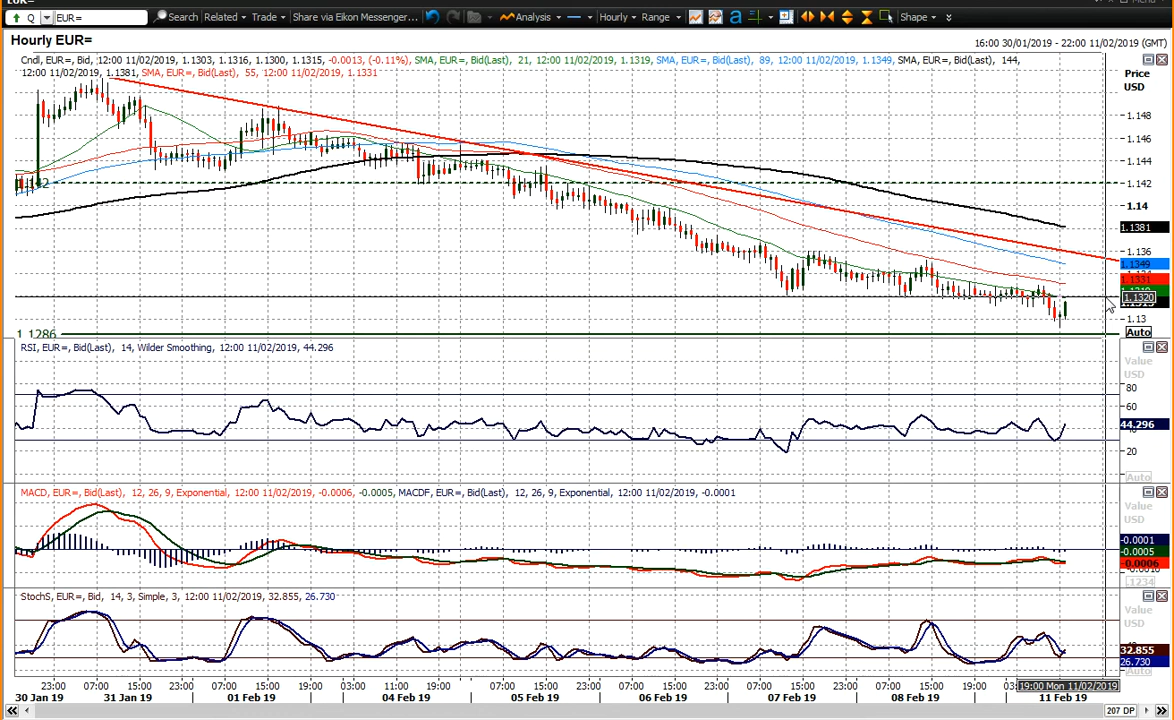 Q EUR= Search Related Trade Share via Eikon Messenger... Analysis Hourly Range a Shape
Hourly EUR=
16:00 30/01/2019 - 22:00 11/02/2019 (GMT)
Cndl, EUR=, Bid, 12:00 11/02/2019, 1.1303, 1.1316, 1.1300, 1.1315, -0.0013, (-0.11%), SMA, EUR=, Bid(Last), 21, 12:00 11/02/2019, 1.1319, SMA, EUR=, Bid(Last), 89, 12:00 11/02/2019, 1.1349, SMA, EUR=, Bid(Last), 144,
12:00 11/02/2019, 1.1381, SMA, EUR=, Bid(Last), 55, 12:00 11/02/2019, 1.1331
Price
USD
1.148
1.146
1.144
1.142
1.14
1.1381
1.136
1.1349
1.1331
1.1320
1.13
Auto
1.1286
RSI, EUR=, Bid(Last), 14, Wilder Smoothing, 12:00 11/02/2019, 44.296
Value
USD
80
60
44.296
20
Auto
MACD, EUR=, Bid(Last), 12, 26, 9, Exponential, 12:00 11/02/2019, -0.0006, -0.0005, MACDF, EUR=, Bid(Last), 12, 26, 9, Exponential, 12:00 11/02/2019, -0.0001
Value
USD
-0.0001
-0.0005
-0.0006
.1234
StochS, EUR=, Bid, 14, 3, Simple, 3, 12:00 11/02/2019, 32.855, 26.730
Value
USD
32.855
26.730
Auto
23:00 07:00 15:00 23:00 07:00 15:00 19:00 03:00 11:00 19:00 07:00 15:00 23:00 07:00 15:00 23:00 07:00 15:00 23:00 07:00 15:00 19:00 19:00 Mon 11/02/2019
30 Jan 19 31 Jan 19 01 Feb 19 04 Feb 19 05 Feb 19 06 Feb 19 07 Feb 19 08 Feb 19 11 Feb 19
207 DP